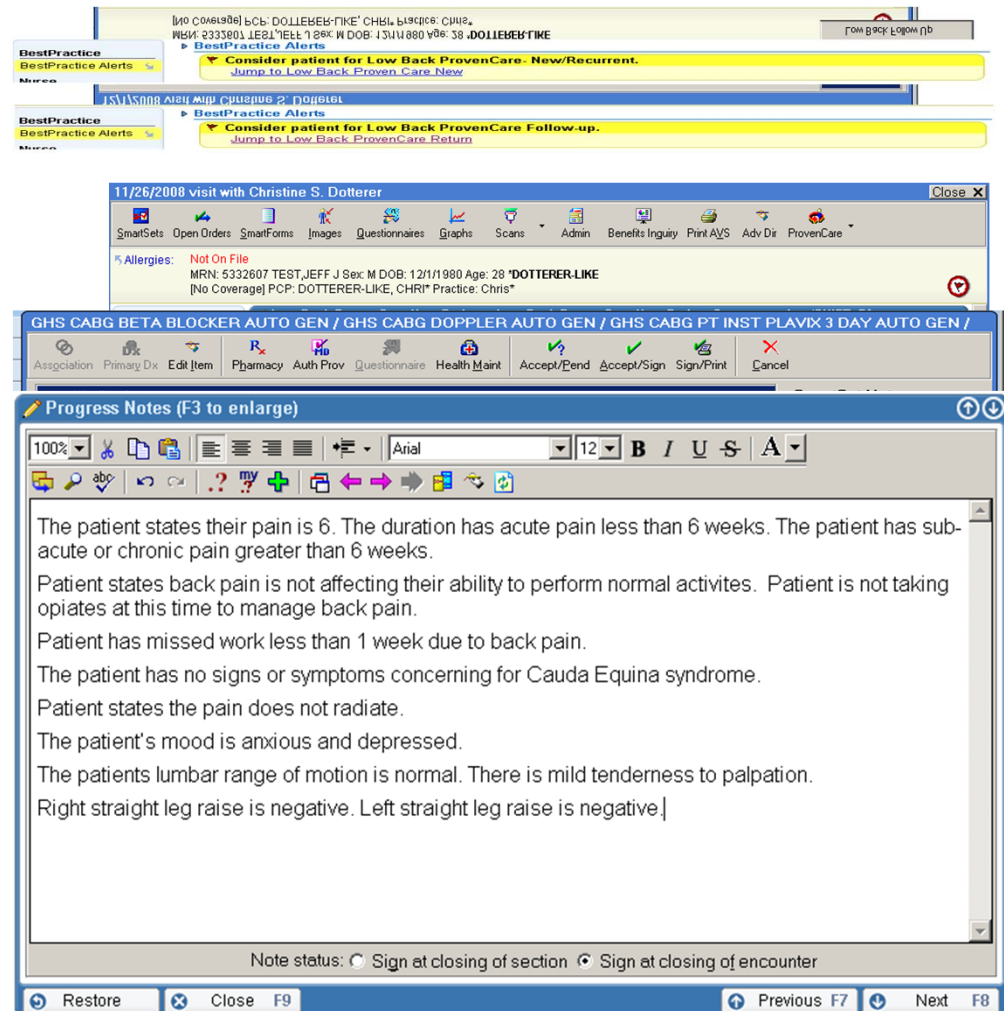 [No Coverage] PCP: DOTTERER-LIKE, CHRI* Practice: Chris*
MRN: 5332607 TEST,JEFF J Sex: M DOB: 12/1/1980 Age: 28 *DOTTERER-LIKE
Low Back Follow Up
BestPractice
BestPractice Alerts
BestPractice Alerts
Consider patient for Low Back ProvenCare- New/Recurrent.
Jump to Low Back Proven Care New
12/1/2008 visit with Christine S. Dotterer
BestPractice
BestPractice Alerts
BestPractice Alerts
Consider patient for Low Back ProvenCare Follow-up.
Jump to Low Back ProvenCare Return
11/26/2008 visit with Christine S. Dotterer Close X
SmartSets Open Orders SmartForms Images Questionnaires Graphs Scans Admin Benefits Inquiry Print AVS Adv Dir ProvenCare
Allergies: Not On File
MRN: 5332607 TEST,JEFF J Sex: M DOB: 12/1/1980 Age: 28 *DOTTERER-LIKE
[No Coverage] PCP: DOTTERER-LIKE, CHRI* Practice: Chris*
GHS CABG BETA BLOCKER AUTO GEN / GHS CABG DOPPLER AUTO GEN / GHS CABG PT INST PLAVIX 3 DAY AUTO GEN /
Association Primary Dx Edit Item Pharmacy Auth Prov Questionnaire Health Maint Accept/Pend Accept/Sign Sign/Print Cancel
Progress Notes (F3 to enlarge)
100% Arial 12 B I U S A
The patient states their pain is 6. The duration has acute pain less than 6 weeks. The patient has sub-
acute or chronic pain greater than 6 weeks.
Patient states back pain is not affecting their ability to perform normal activites. Patient is not taking
opiates at this time to manage back pain.
Patient has missed work less than 1 week due to back pain.
The patient has no signs or symptoms concerning for Cauda Equina syndrome.
Patient states the pain does not radiate.
The patient's mood is anxious and depressed.
The patients lumbar range of motion is normal. There is mild tenderness to palpation.
Right straight leg raise is negative. Left straight leg raise is negative.
Note status: Sign at closing of section Sign at closing of encounter
Restore Close F9 Previous F7 Next F8